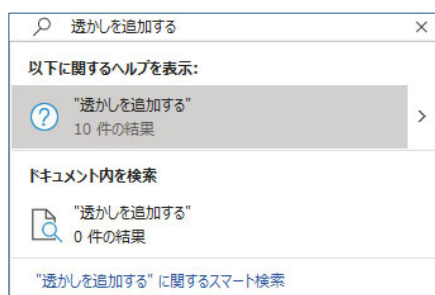 透かしを追加する
以下に関するヘルプを表示:
"透かしを追加する"
10 件の結果
ドキュメント内を検索
"透かしを追加する"
0 件の結果
"透かしを追加する" に関するスマート検索